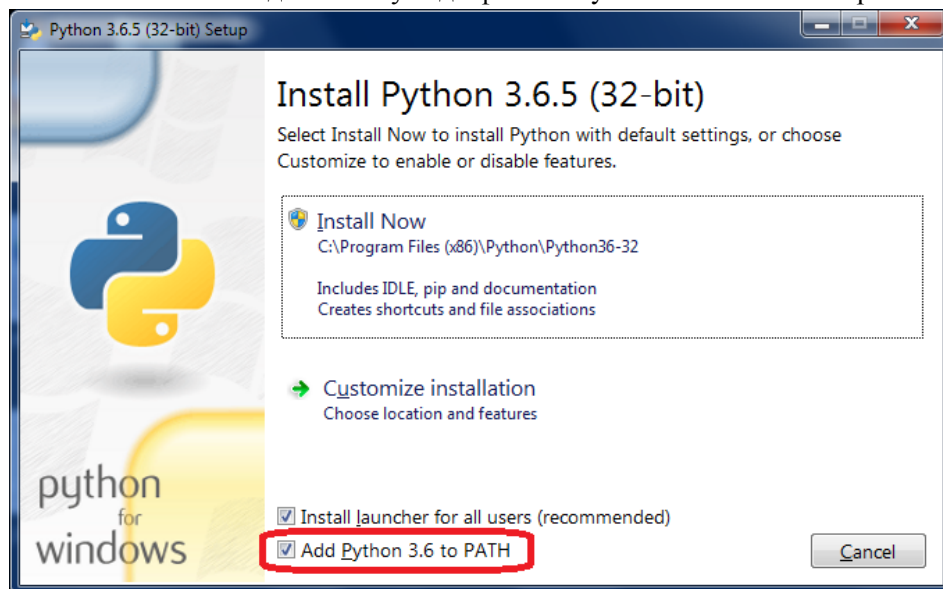 Python 3.6.5 (32-bit) Setup
Install Python 3.6.5 (32-bit)
Select Install Now to install Python with default settings, or choose
Customize to enable or disable features.
Install Now
C:\Program Files (x86)\Python\Python36-32
Includes IDLE, pip and documentation
Creates shortcuts and file associations
Customize installation
Choose location and features
python
for
windows
Install launcher for all users (recommended)
Add Python 3.6 to PATH
Cancel